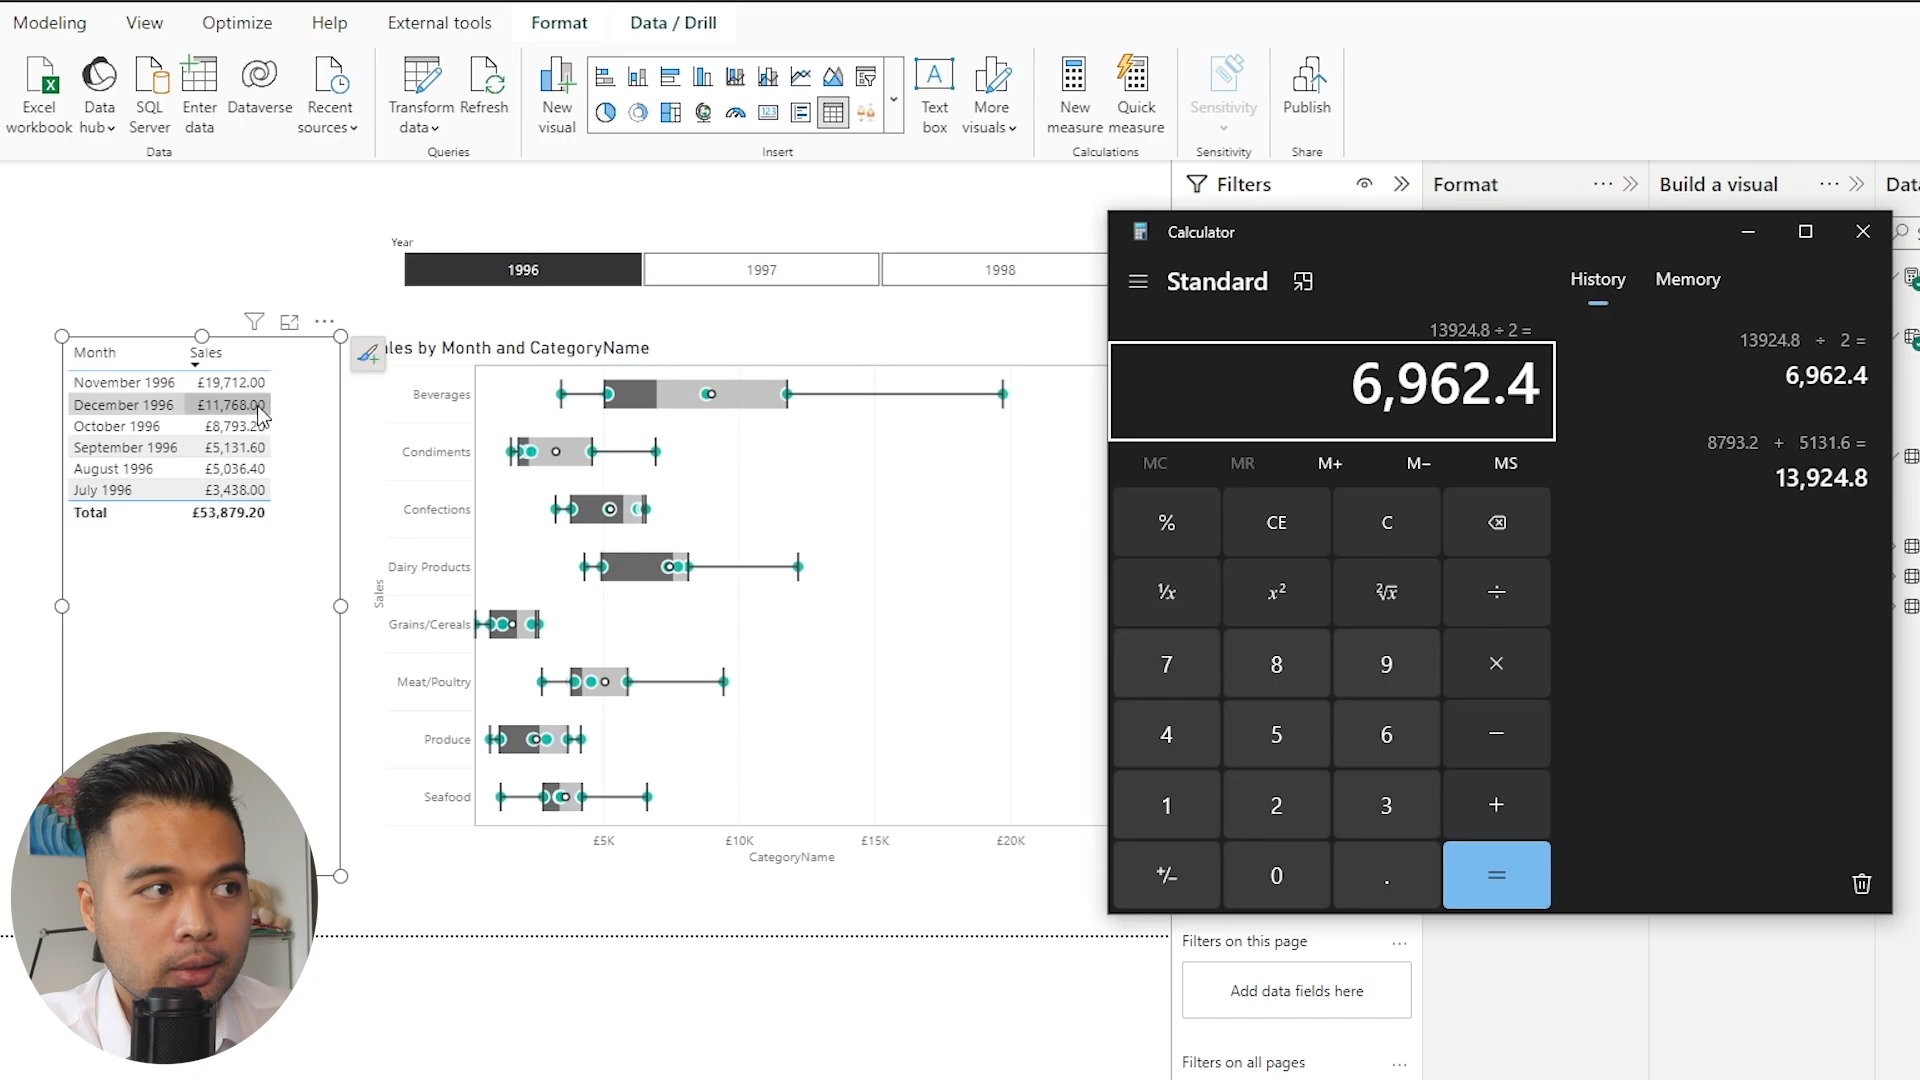 Modeling View Optimize Help External tools Format Data / Drill
Excel workbook
Data hub
SQL Server
Enter data
Dataverse
Recent sources
Transform data
Refresh
New visual
123
A
Text box
More visuals
New measure
Quick measure
Sensitivity
Publish
Data Queries Insert Calculations Sensitivity Share
Filters
Format ...
Build a visual ...
Year
1996 1997 1998
...
Month Sales
November 1996 £19,712.00
December 1996 £11,768.00
October 1996 £8,793.20
September 1996 £5,131.60
August 1996 £5,036.40
July 1996 £3,438.00
Total £53,879.20
les by Month and CategoryName
Sales
Beverages
Condiments
Confections
Dairy Products
Grains/Cereals
Meat/Poultry
Produce
Seafood
£5K £10K £15K £20K
CategoryName
Calculator
Standard
History Memory
13924.8 ÷ 2 =
6,962.4
MC MR M+ M− MS
% CE C
⅟x x² ²√x ÷
7 8 9 ×
4 5 6 −
1 2 3 +
+/− 0 . =
13924.8 ÷ 2 =
6,962.4
8793.2 + 5131.6 =
13,924.8
Filters on this page ...
Add data fields here
Filters on all pages ...